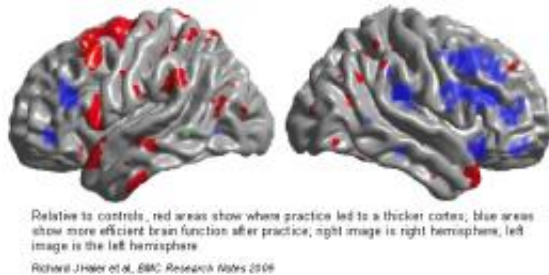 Relative to controls, red areas show where practice led to a thicker cortex; blue areas
show more efficient brain function after practice; right image is right hemisphere, left
image is the left hemisphere
Richard J Haier et al, BMC Research Notes 2009